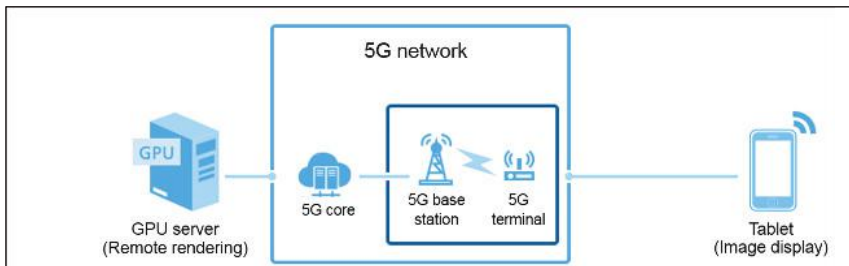 5G network
GPU
5G core
5G base
station
5G
terminal
GPU server
(Remote rendering)
Tablet
(Image display)